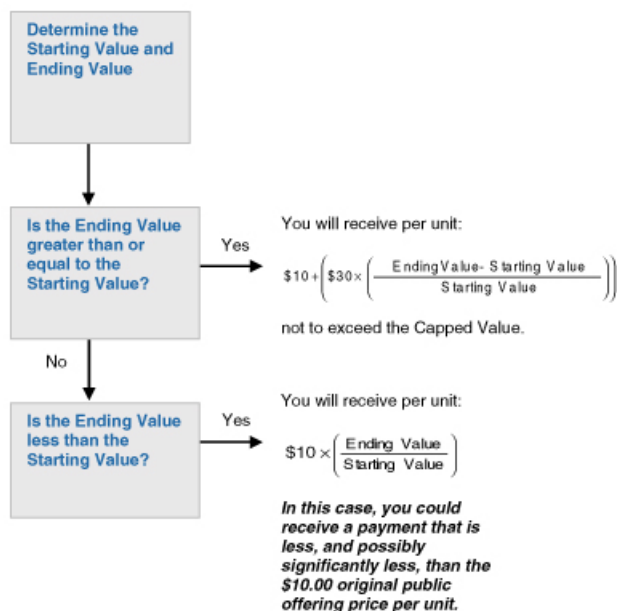 Determine the
Starting Value and
Ending Value
Is the Ending Value
greater than or
equal to the
Starting Value?
Yes
You will receive per unit:
$10+($30×(Ending Value- Starting Value
Starting Value))
not to exceed the Capped Value.
No
Is the Ending Value
less than the
Starting Value?
Yes
You will receive per unit:
$10×(Ending Value
Starting Value)
In this case, you could
receive a payment that is
less, and possibly
significantly less, than the
$10.00 original public
offering price per unit.